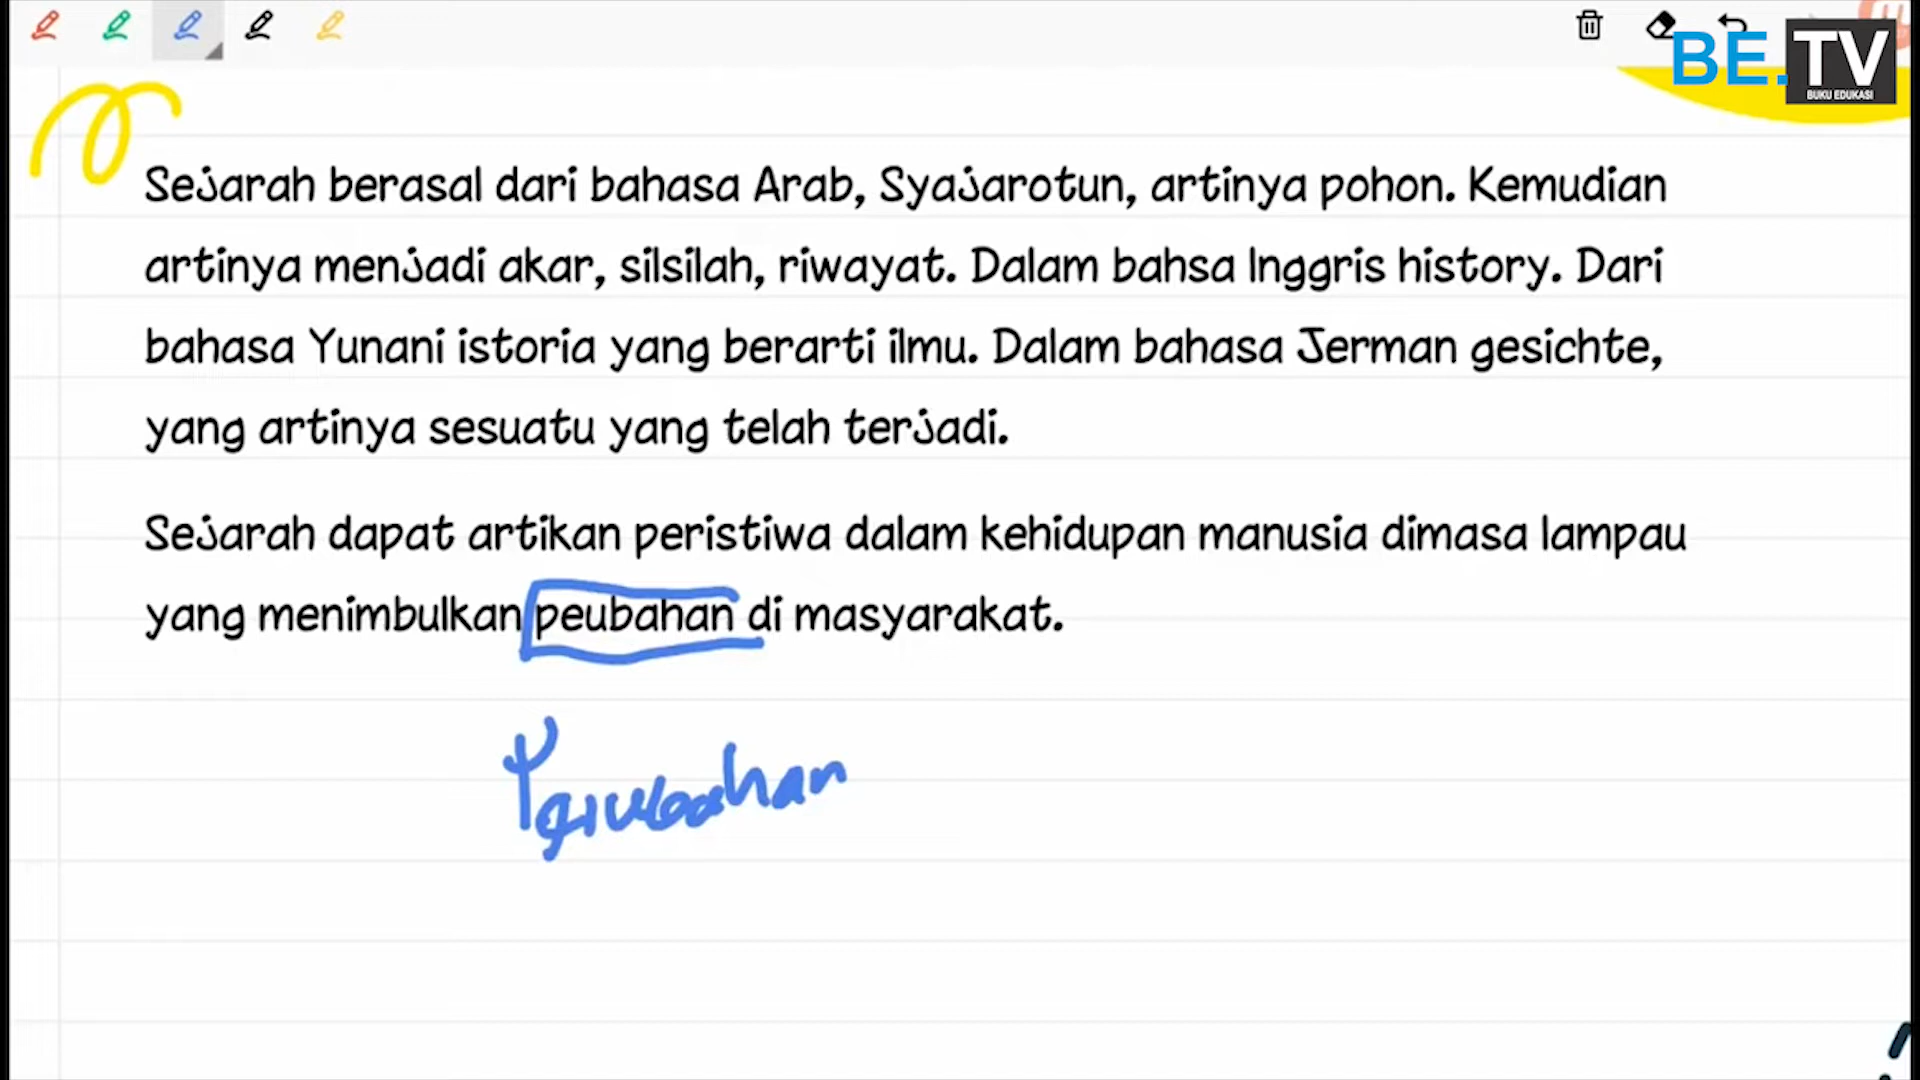 BE.TV
BUKU EDUKASI
Sejarah berasal dari bahasa Arab, Syajarotun, artinya pohon. Kemudian
artinya menjadi akar, silsilah, riwayat. Dalam bahsa Inggris history. Dari
bahasa Yunani istoria yang berarti ilmu. Dalam bahasa Jerman gesichte,
yang artinya sesuatu yang telah terjadi.
Sejarah dapat artikan peristiwa dalam kehidupan manusia dimasa lampau
yang menimbulkan peubahan di masyarakat.
Perubahan